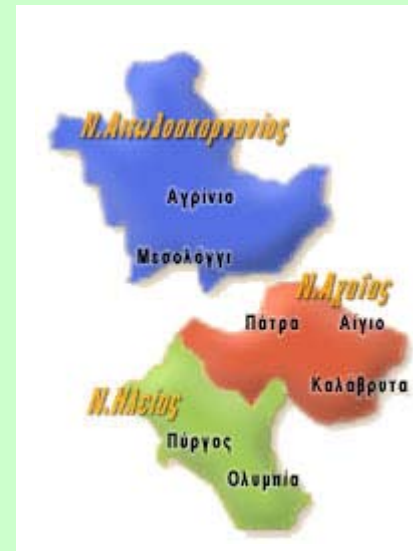 Ν.Αιτωλοακαρνανίας
Αγρίνιο
Μεσολόγγι
Ν.Αχαΐας
Πάτρα Αίγιο
Καλάβρυτα
Ν.Ηλείας
Πύργος
Ολυμπία